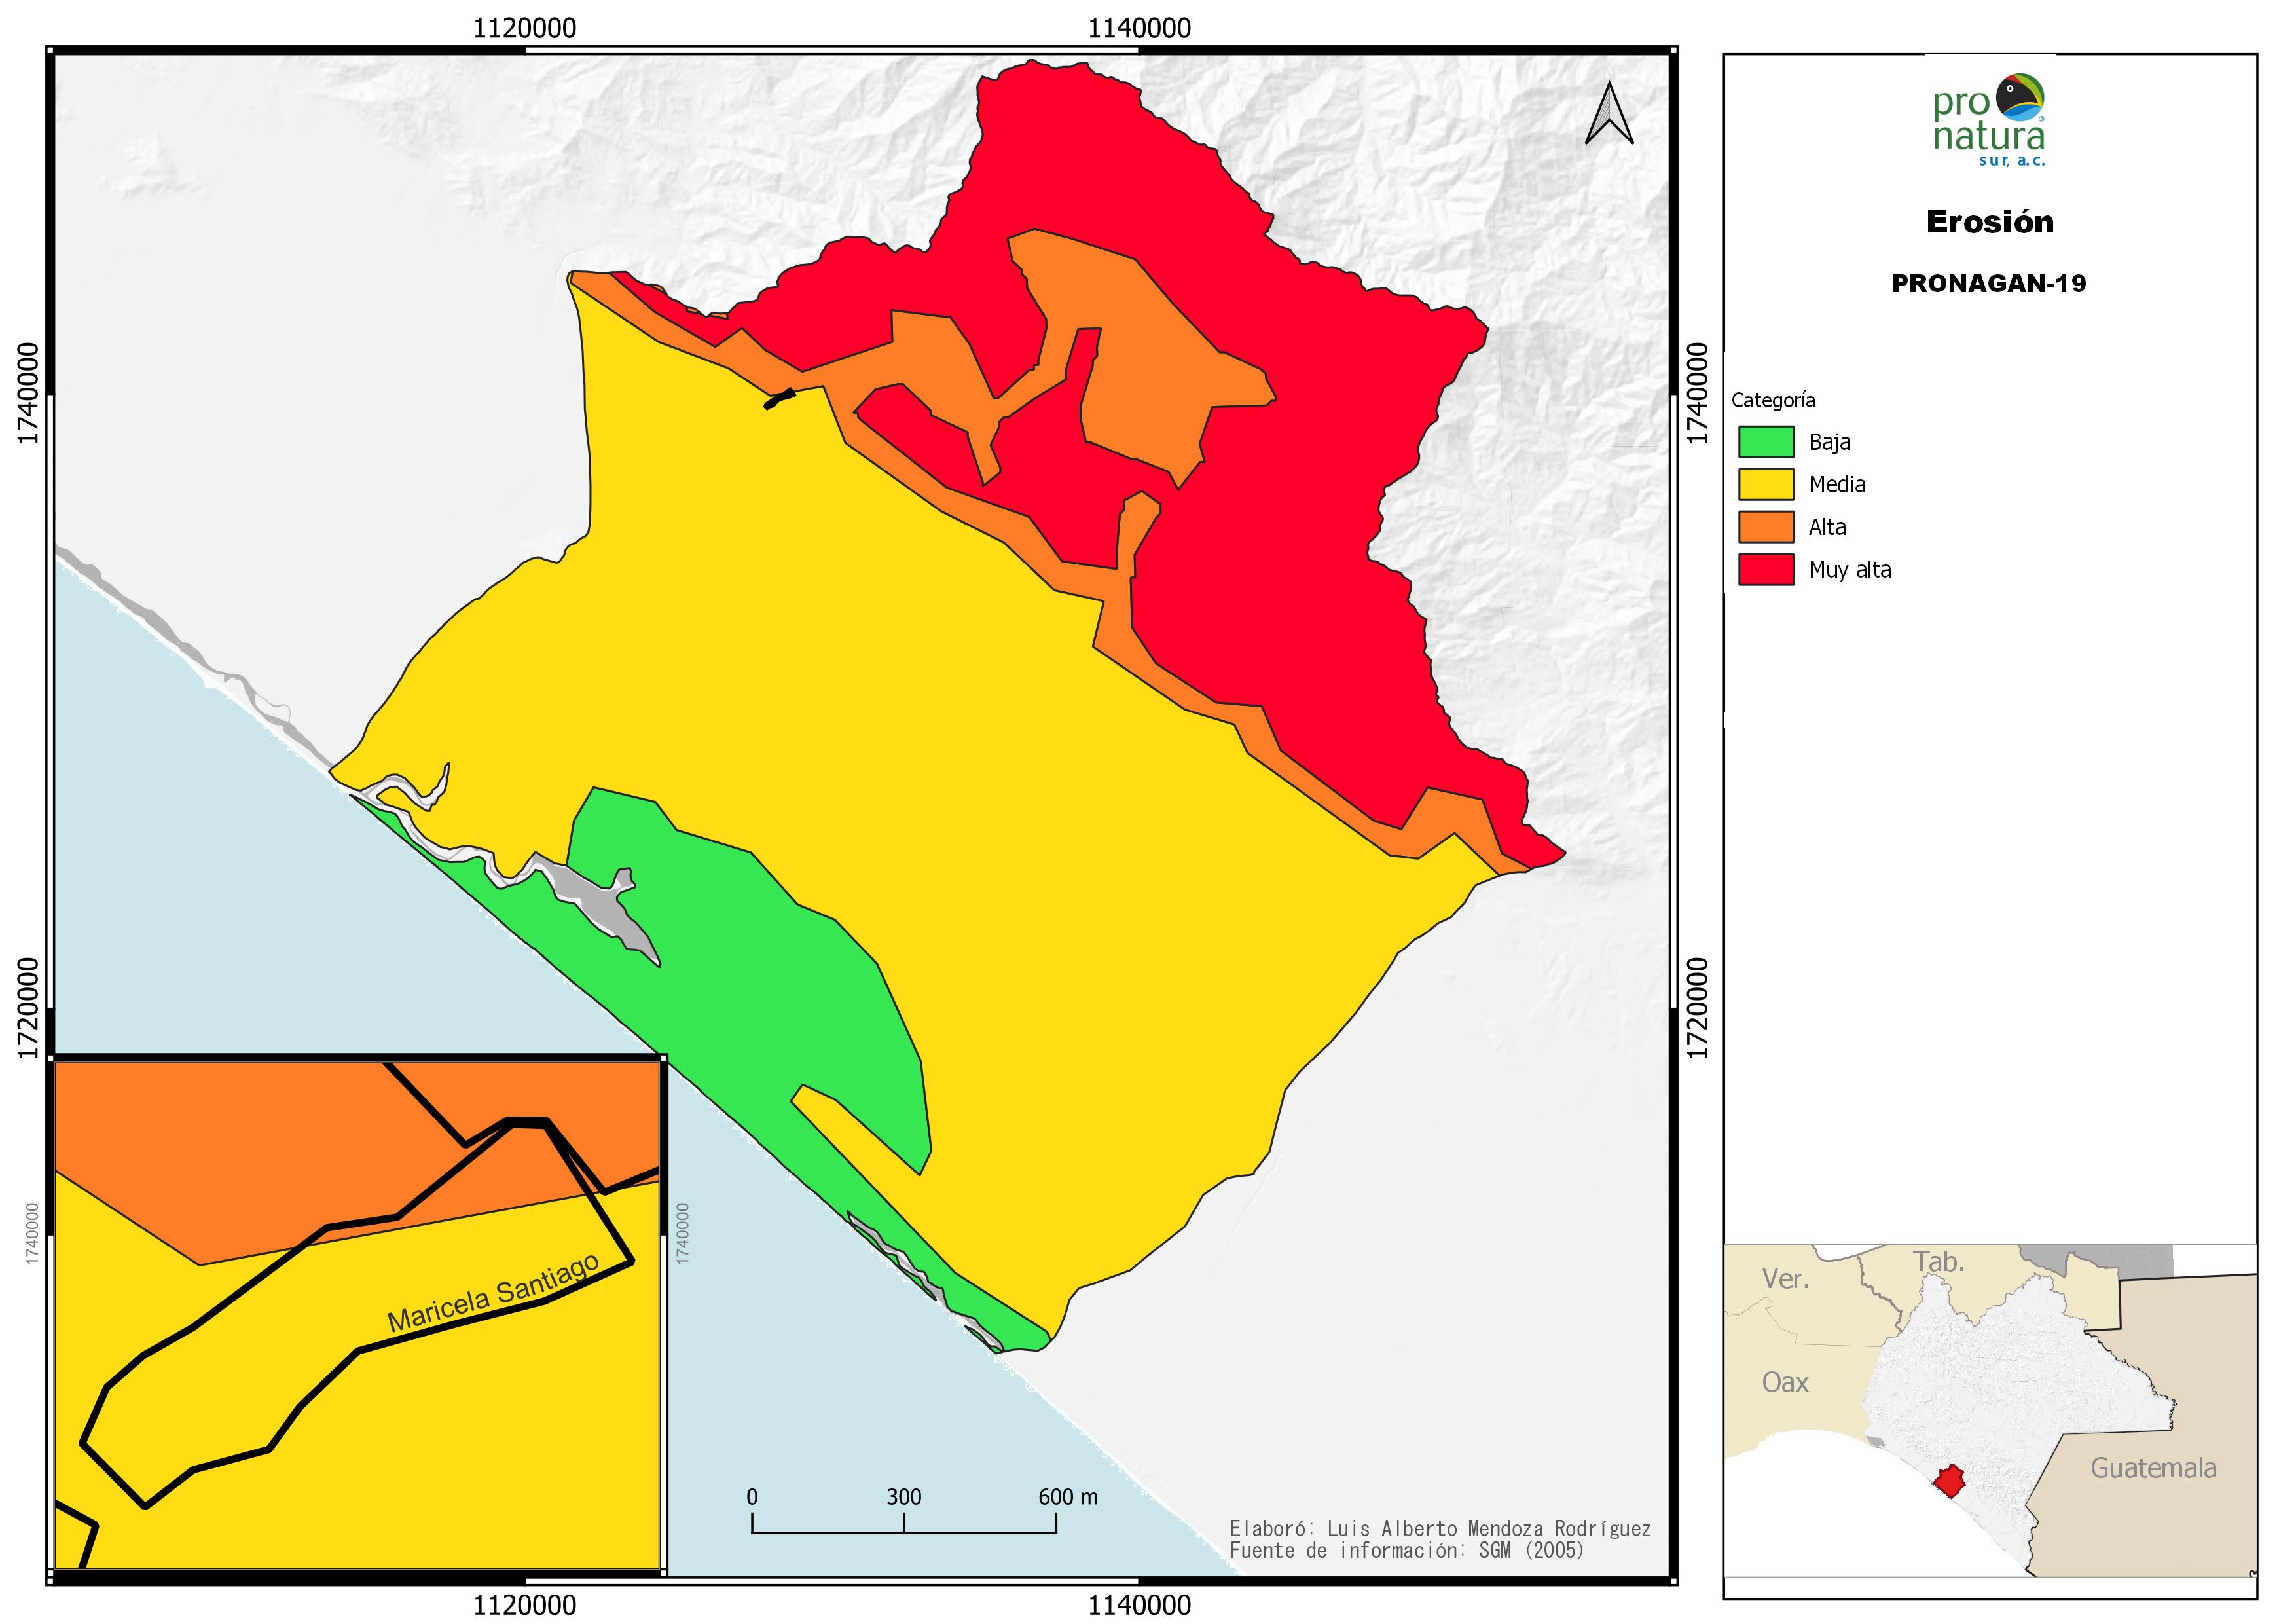 1120000
1140000
1740000
1740000
1720000
1720000
1120000
1140000
1740000
1740000
Maricela Santiago
0
300
600 m
Elaboró: Luis Alberto Mendoza Rodríguez
Fuente de información: SGM (2005)
pro
natura
sur, a.c.
Erosión
PRONAGAN-19
Categoría
Baja
Media
Alta
Muy alta
Ver.
Tab.
Oax
Guatemala